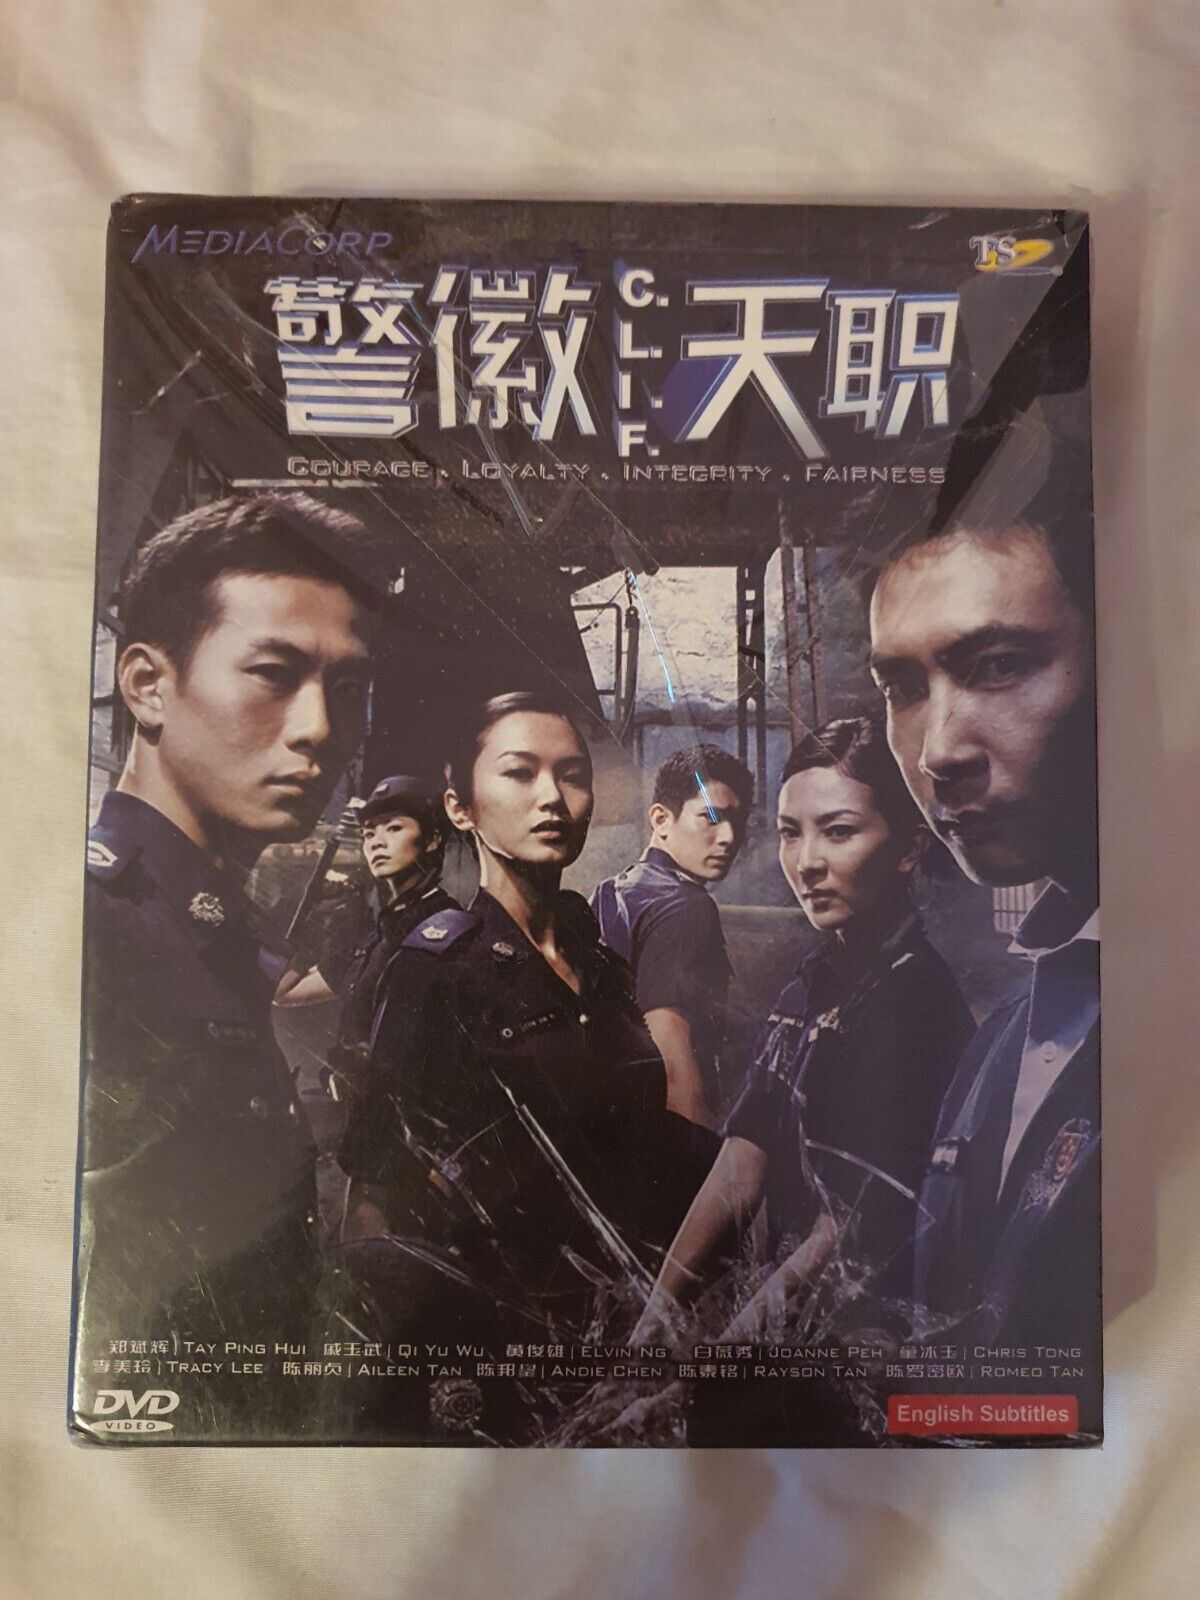 MEDIACORP
TS
警徽 C.L.I.F. 天职
COURAGE . LOYALTY . INTEGRITY . FAIRNESS
郑斌辉 | TAY PING HUI 戚玉武 | QI YU WU 黄俊雄 | ELVIN NG 白薇秀 | JOANNE PEH 童冰玉 | CHRIS TONG
李美玲 | TRACY LEE 陈丽贞 | AILEEN TAN 陈邦鋆 | ANDIE CHEN 陈泰铭 | RAYSON TAN 陈罗密欧 | ROMEO TAN
DVD
VIDEO
English Subtitles